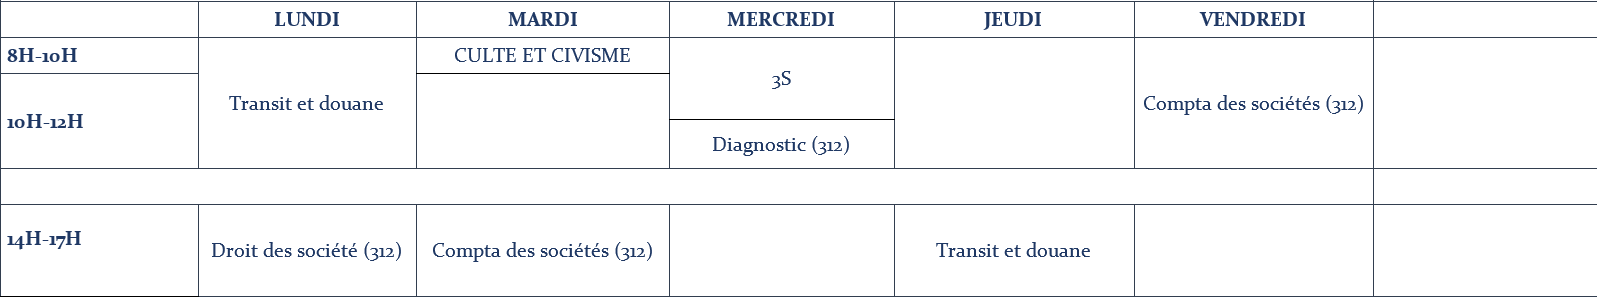 LUNDI MARDI MERCREDI JEUDI VENDREDI
8H-10H CULTE ET CIVISME
3S
Transit et douane Compta des sociétés (312)
10H-12H
Diagnostic (312)
14H-17H
Droit des société (312) Compta des sociétés (312) Transit et douane